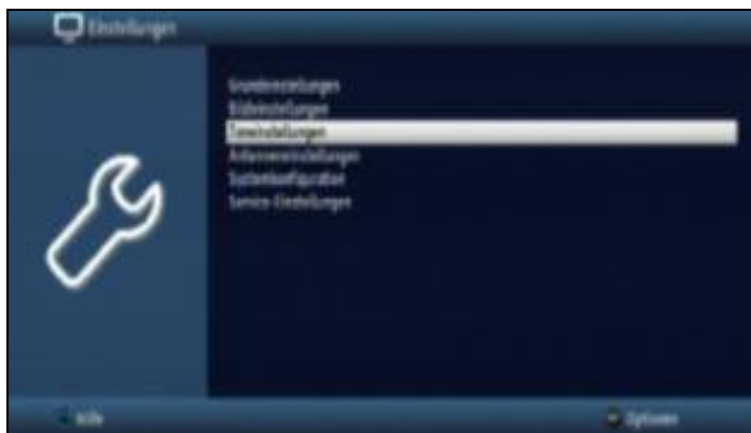 Einstellungen
Grundeinstellungen
Bildeinstellungen
Toneinstellungen
Antenneneinstellungen
Systemkonfiguration
Service-Einstellungen
Hilfe
Optionen